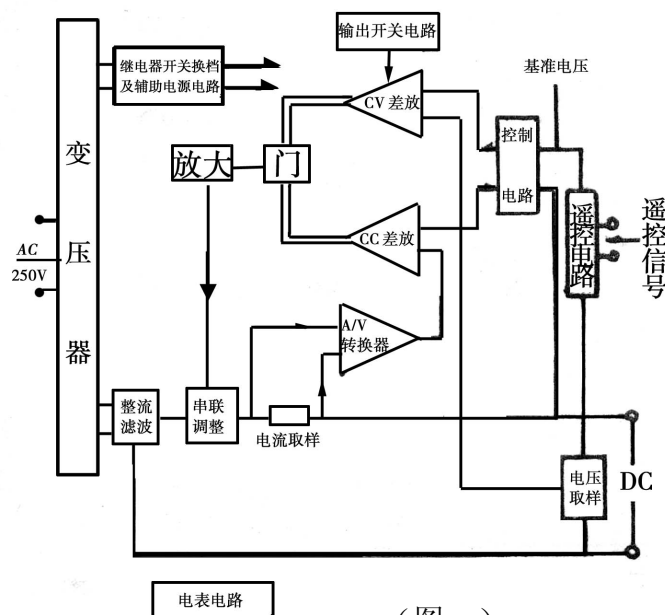 输出开关电路
继电器开关换档
及辅助电源电路
基准电压
CV 差放
控制
电路
放大
门
变压器
遥控电路
遥控信号
CC 差放
AC
250V
A/V
转换器
整流
滤波
串联
调整
电流取样
电压
取样
DC
电表电路